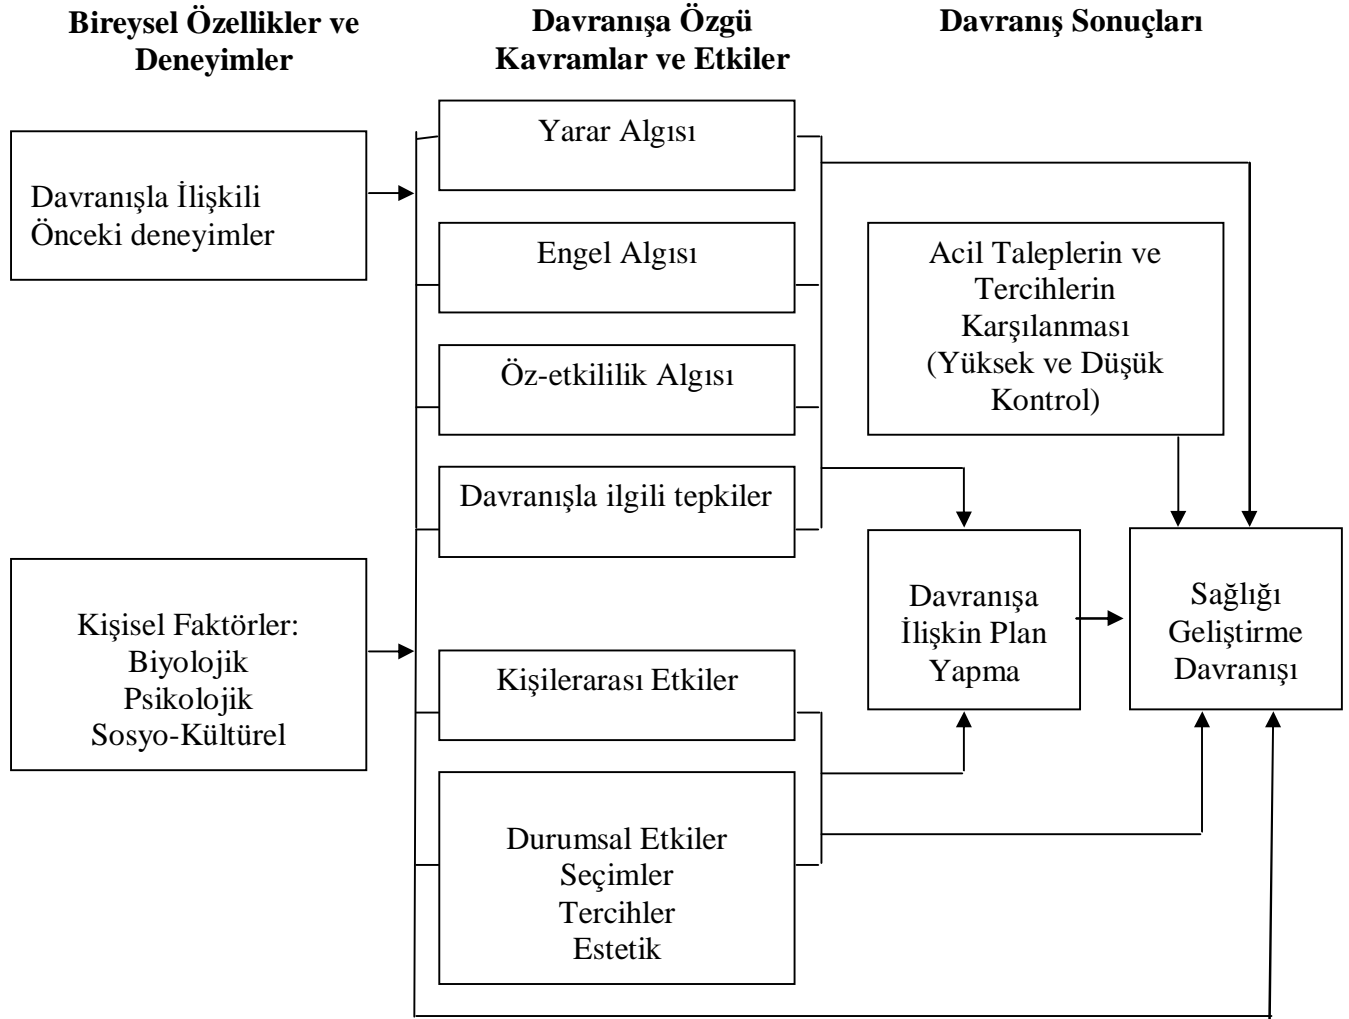 Bireysel Özellikler ve
Deneyimler
Davranışa Özgü
Kavramlar ve Etkiler
Davranış Sonuçları
Davranışla İlişkili
Önceki deneyimler
Kişisel Faktörler:
Biyolojik
Psikolojik
Sosyo-Kültürel
Yarar Algısı
Engel Algısı
Öz-etkililik Algısı
Davranışla ilgili tepkiler
Kişilerarası Etkiler
Durumsal Etkiler
Seçimler
Tercihler
Estetik
Acil Taleplerin ve
Tercihlerin
Karşılanması
(Yüksek ve Düşük
Kontrol)
Davranışa
İlişkin Plan
Yapma
Sağlığı
Geliştirme
Davranışı